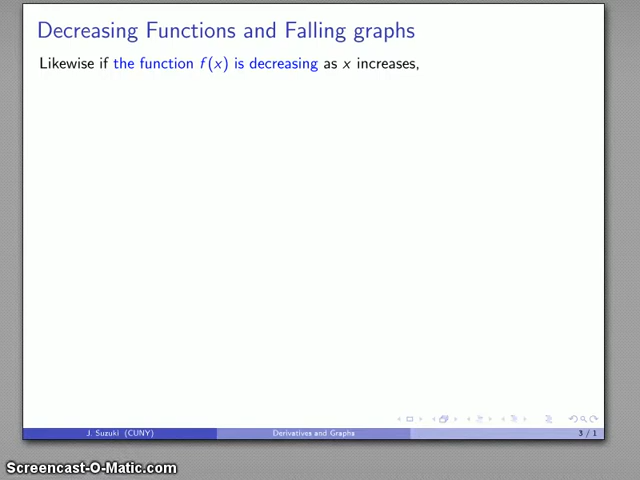 Decreasing Functions and Falling graphs
Likewise if the function f(x) is decreasing as x increases,
J. Suzuki (CUNY) Derivatives and Graphs 3 / 1
Screencast-O-Matic.com